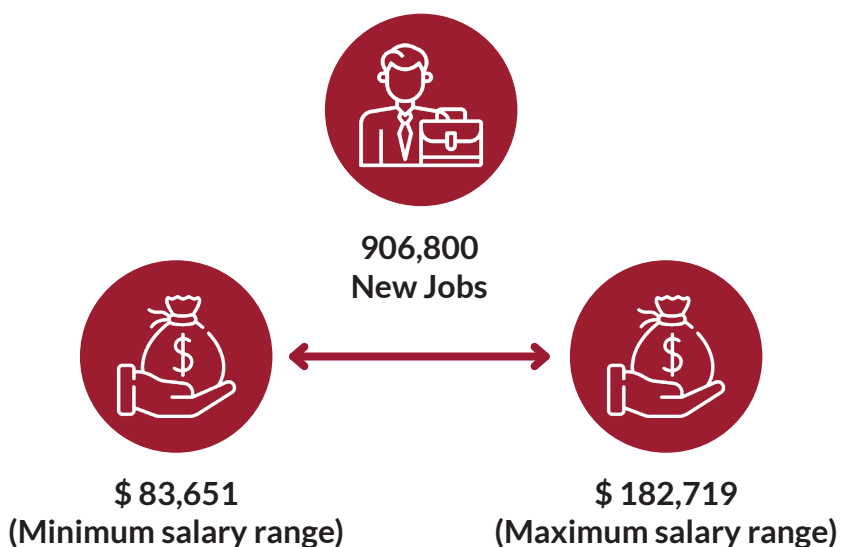 906,800
New Jobs
$ 83,651
(Minimum salary range)
$ 182,719
(Maximum salary range)